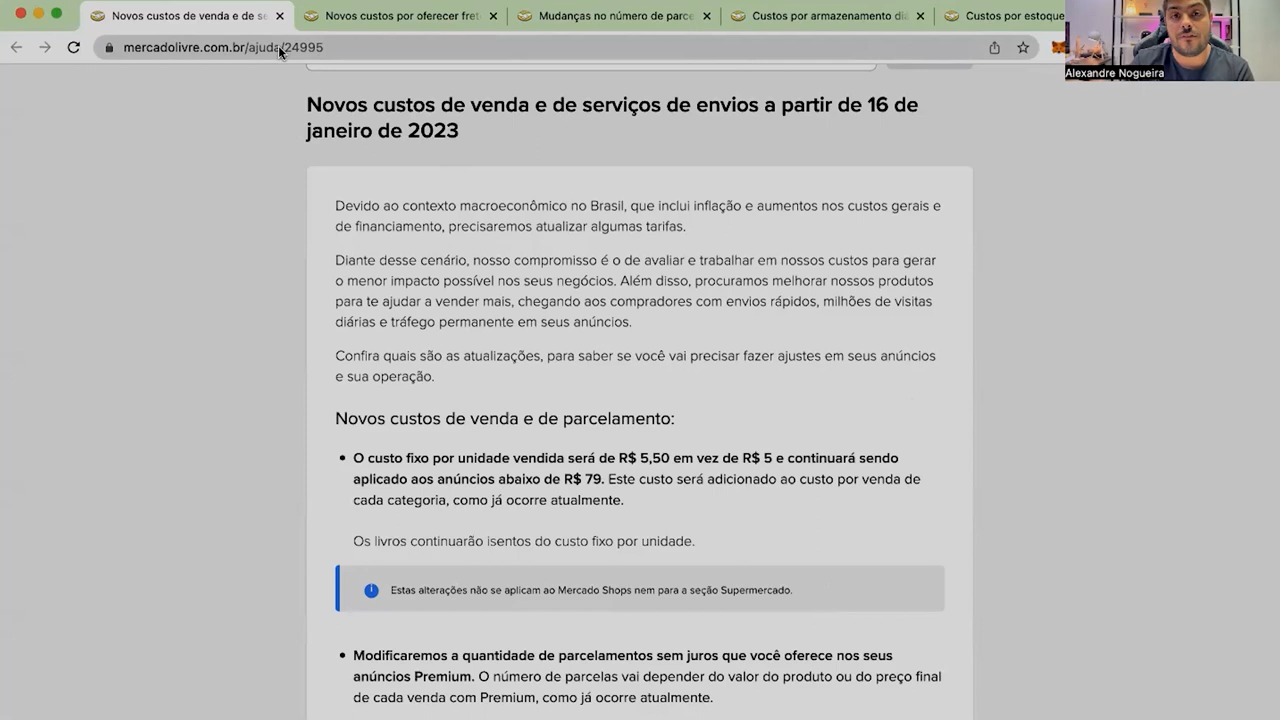 Novos custos de venda e de se
Novos custos por oferecer fret
Mudanças no número de parce
Custos por armazenamento di
Custos por estoque
mercadolivre.com.br/ajuda/24995
Alexandre Nogueira
Novos custos de venda e de serviços de envios a partir de 16 de
janeiro de 2023
Devido ao contexto macroeconômico no Brasil, que inclui inflação e aumentos nos custos gerais e
de financiamento, precisaremos atualizar algumas tarifas.
Diante desse cenário, nosso compromisso é o de avaliar e trabalhar em nossos custos para gerar
o menor impacto possível nos seus negócios. Além disso, procuramos melhorar nossos produtos
para te ajudar a vender mais, chegando aos compradores com envios rápidos, milhões de visitas
diárias e tráfego permanente em seus anúncios.
Confira quais são as atualizações, para saber se você vai precisar fazer ajustes em seus anúncios
e sua operação.
Novos custos de venda e de parcelamento:
• O custo fixo por unidade vendida será de R$ 5,50 em vez de R$ 5 e continuará sendo
aplicado aos anúncios abaixo de R$ 79. Este custo será adicionado ao custo por venda de
cada categoria, como já ocorre atualmente.
Os livros continuarão isentos do custo fixo por unidade.
Estas alterações não se aplicam ao Mercado Shops nem para a seção Supermercado.
• Modificaremos a quantidade de parcelamentos sem juros que você oferece nos seus
anúncios Premium. O número de parcelas vai depender do valor do produto ou do preço final
de cada venda com Premium, como já ocorre atualmente.